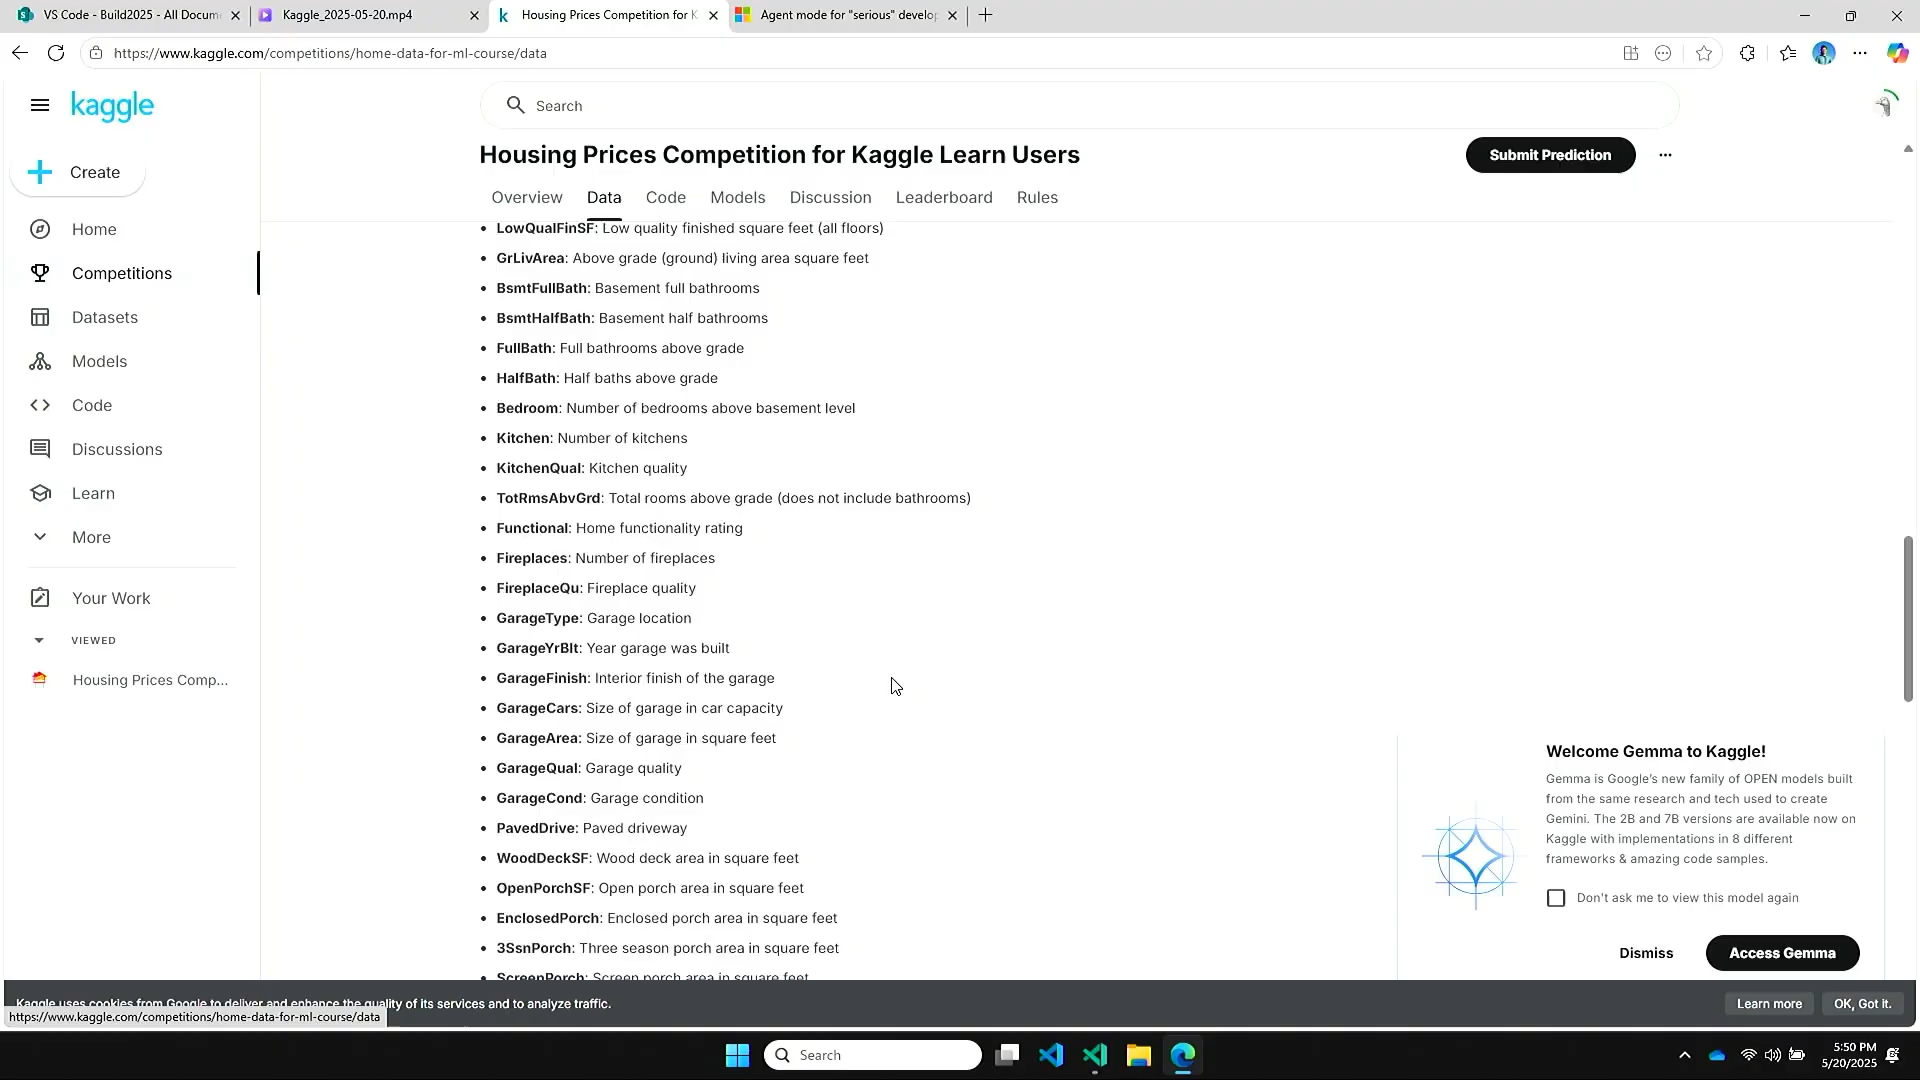 VS Code - Build2025 - All Docum
Kaggle_2025-05-20.mp4
Housing Prices Competition for K
Agent mode for "serious" develop
https://www.kaggle.com/competitions/home-data-for-ml-course/data
kaggle
Search
Create
Housing Prices Competition for Kaggle Learn Users
Submit Prediction
Overview
Data
Code
Models
Discussion
Leaderboard
Rules
Home
Competitions
Datasets
Models
Code
Discussions
Learn
More
Your Work
VIEWED
Housing Prices Comp...
• LowQualFinSF: Low quality finished square feet (all floors)
• GrLivArea: Above grade (ground) living area square feet
• BsmtFullBath: Basement full bathrooms
• BsmtHalfBath: Basement half bathrooms
• FullBath: Full bathrooms above grade
• HalfBath: Half baths above grade
• Bedroom: Number of bedrooms above basement level
• Kitchen: Number of kitchens
• KitchenQual: Kitchen quality
• TotRmsAbvGrd: Total rooms above grade (does not include bathrooms)
• Functional: Home functionality rating
• Fireplaces: Number of fireplaces
• FireplaceQu: Fireplace quality
• GarageType: Garage location
• GarageYrBlt: Year garage was built
• GarageFinish: Interior finish of the garage
• GarageCars: Size of garage in car capacity
• GarageArea: Size of garage in square feet
• GarageQual: Garage quality
• GarageCond: Garage condition
• PavedDrive: Paved driveway
• WoodDeckSF: Wood deck area in square feet
• OpenPorchSF: Open porch area in square feet
• EnclosedPorch: Enclosed porch area in square feet
• 3SsnPorch: Three season porch area in square feet
• ScreenPorch: Screen porch area in square feet
Welcome Gemma to Kaggle!
Gemma is Google's new family of OPEN models built
from the same research and tech used to create
Gemini. The 2B and 7B versions are available now on
Kaggle with implementations in 8 different
frameworks & amazing code samples.
Don't ask me to view this model again
Dismiss
Access Gemma
Kaggle uses cookies from Google to deliver and enhance the quality of its services and to analyze traffic.
Learn more
OK, Got it.
https://www.kaggle.com/competitions/home-data-for-ml-course/data
Search
5:50 PM
5/20/2025